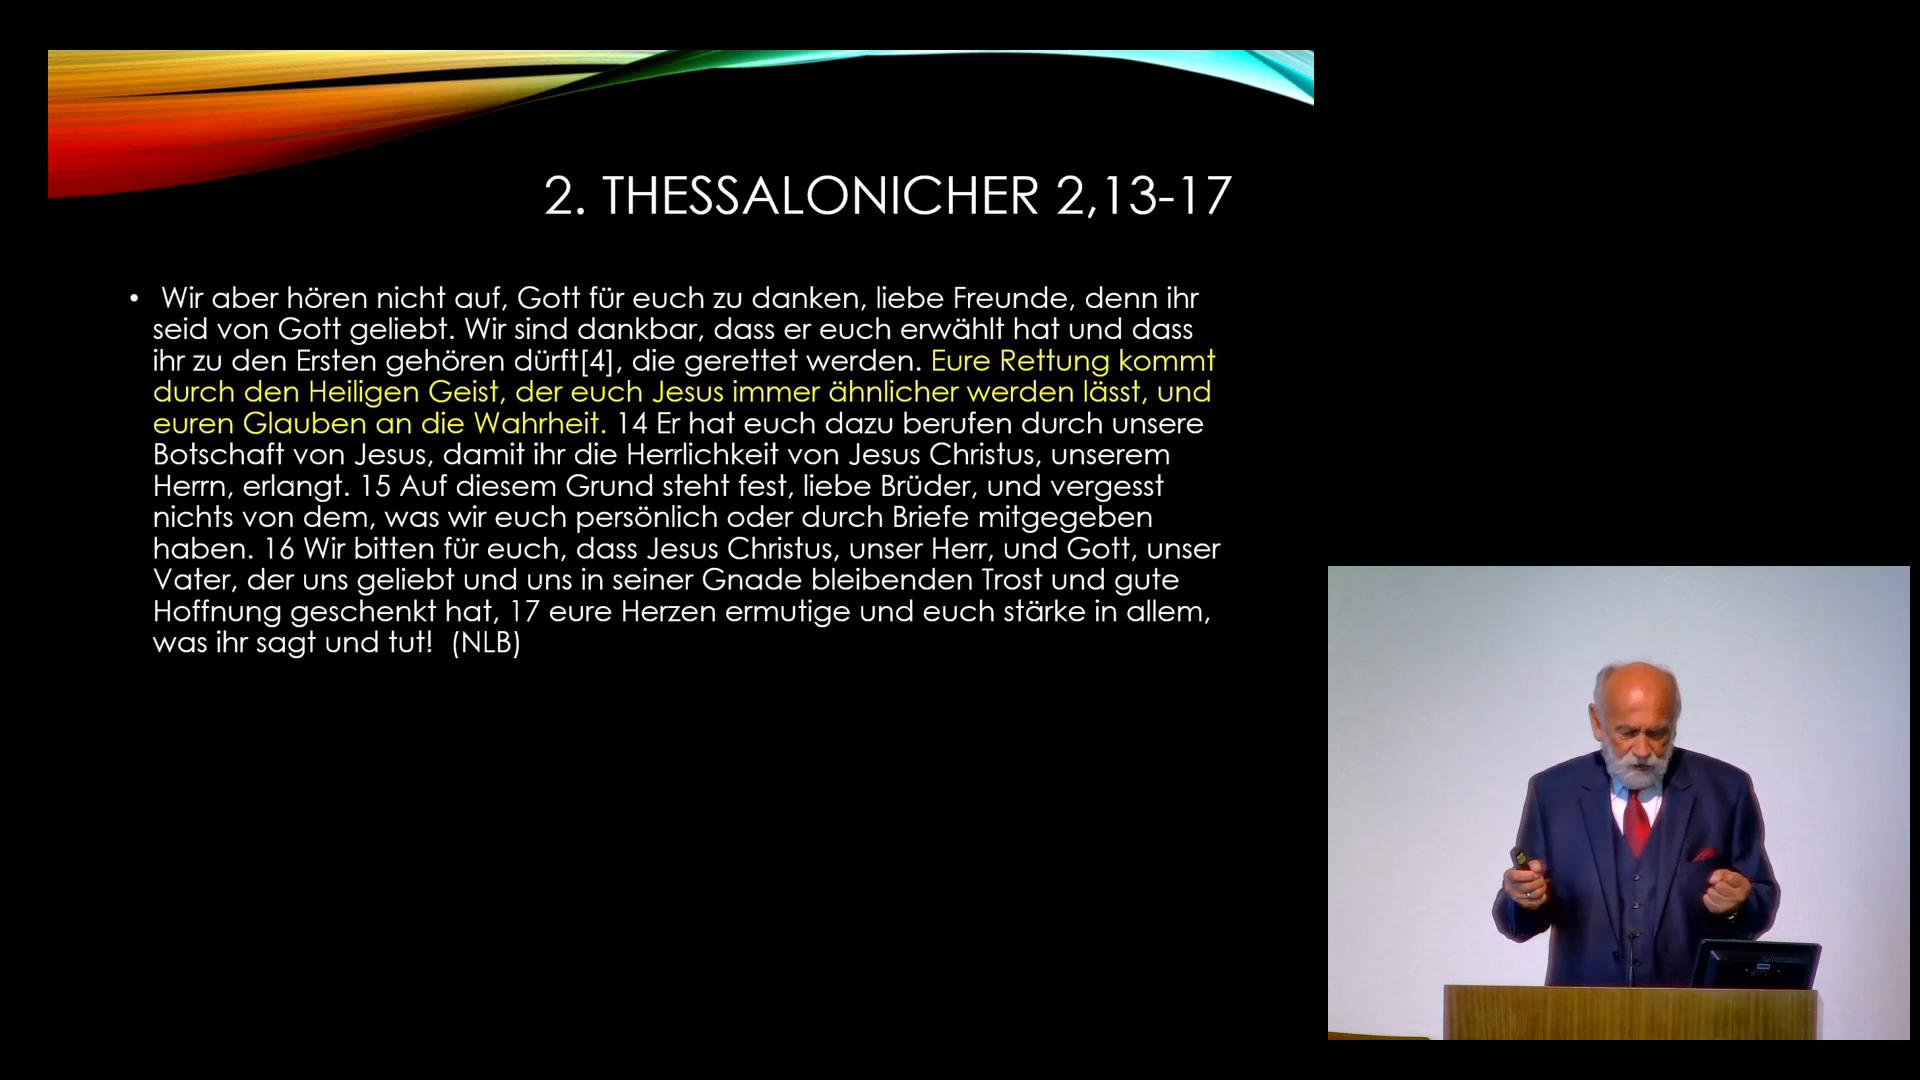 2. THESSALONICHER 2,13-17
• Wir aber hören nicht auf, Gott für euch zu danken, liebe Freunde, denn ihr
seid von Gott geliebt. Wir sind dankbar, dass er euch erwählt hat und dass
ihr zu den Ersten gehören dürft[4], die gerettet werden. Eure Rettung kommt
durch den Heiligen Geist, der euch Jesus immer ähnlicher werden lässt, und
euren Glauben an die Wahrheit. 14 Er hat euch dazu berufen durch unsere
Botschaft von Jesus, damit ihr die Herrlichkeit von Jesus Christus, unserem
Herrn, erlangt. 15 Auf diesem Grund steht fest, liebe Brüder, und vergesst
nichts von dem, was wir euch persönlich oder durch Briefe mitgegeben
haben. 16 Wir bitten für euch, dass Jesus Christus, unser Herr, und Gott, unser
Vater, der uns geliebt und uns in seiner Gnade bleibenden Trost und gute
Hoffnung geschenkt hat, 17 eure Herzen ermutige und euch stärke in allem,
was ihr sagt und tut! (NLB)